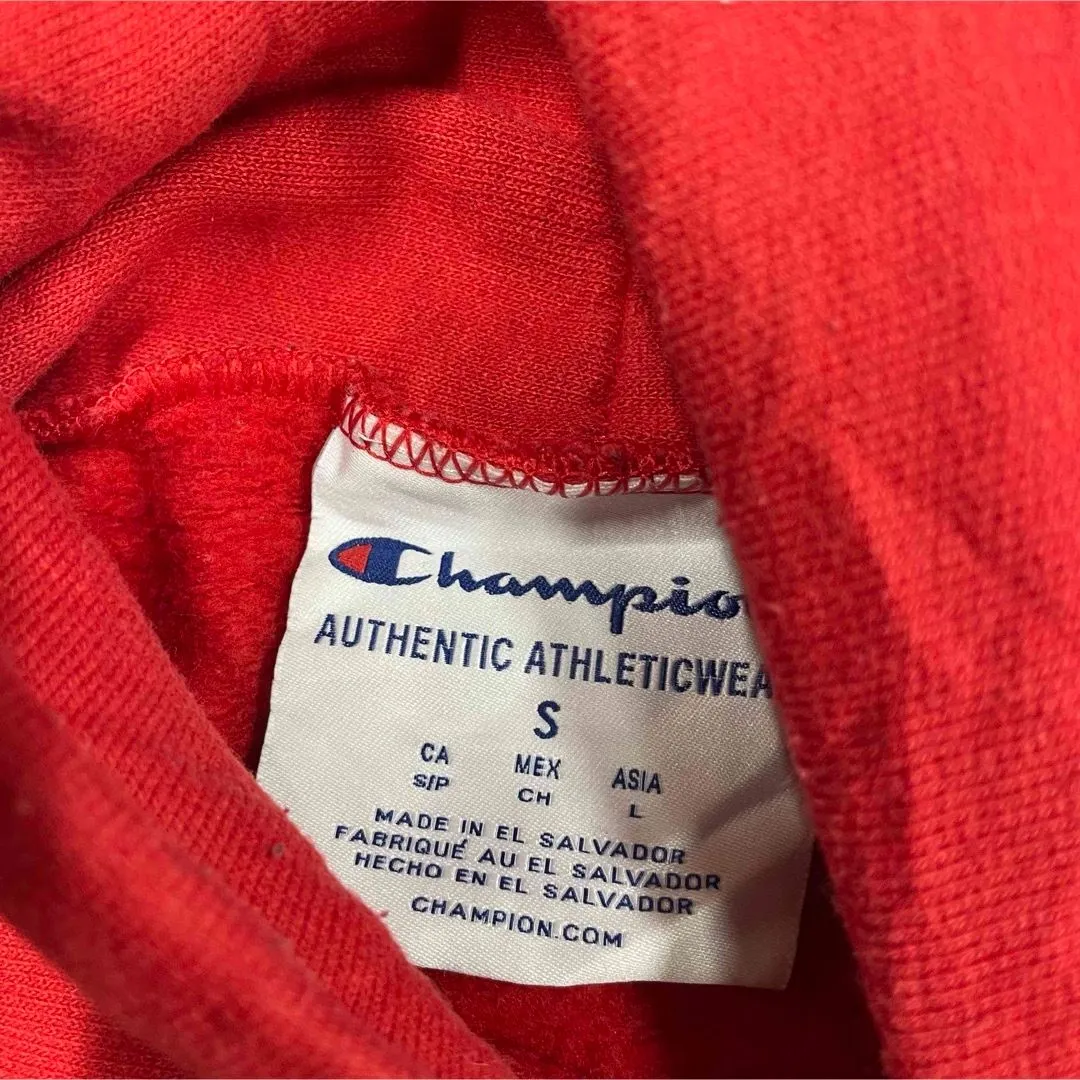 Champio
AUTHENTIC ATHLETICWEA
S
CA MEX ASIA
S/P CH L
MADE IN EL SALVADOR
FABRIQUÉ AU EL SALVADOR
HECHO EN EL SALVADOR
CHAMPION.COM